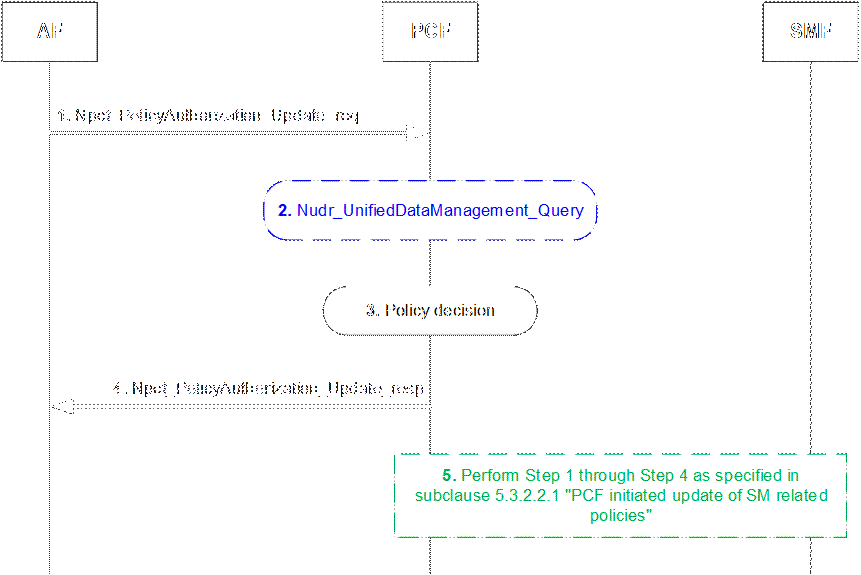 AF
PCF
SMF
1. Npcf_PolicyAuthorization_Update_req
2. Nudr_UnifiedDataManagement_Query
3. Policy decision
4. Npcf_PolicyAuthorization_Update_resp
5. Perform Step 1 through Step 4 as specified in
subclause 5.3.2.2.1 "PCF initiated update of SM related
policies"